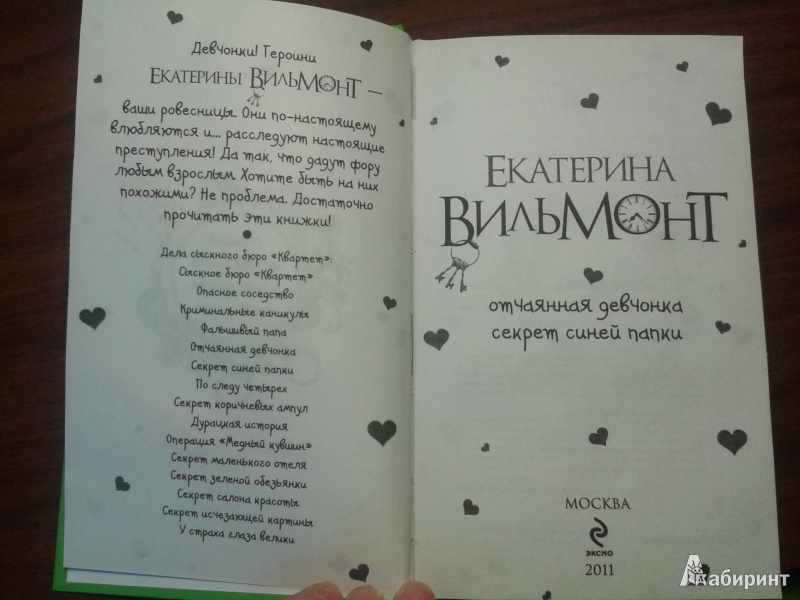 Девчонки! Героини
ЕКАТЕРИНЫ ВИЛЬМОНТ —
ваши ровесницы. Они по-настоящему
влюбляются и... расследуют настоящие
преступления! Да так, что дадут фору
любым взрослым. Хотите быть на них
похожими? Не проблема. Достаточно
прочитать эти книжки!
Дела сыскного бюро «Квартет»:
Сыскное бюро «Квартет»
Опасное соседство
Криминальные каникулы
Фальшивый папа
Отчаянная девчонка
Секрет синей папки
По следу четырех
Секрет коричневых ампул
Дурацкая история
Операция «Медный кувшин»
Секрет маленького отеля
Секрет зеленой обезьянки
Секрет салона красоты
Секрет исчезающей картины
У страха глаза велики
ЕКАТЕРИНА
ВИЛЬМОНТ
отчаянная девчонка
секрет синей папки
МОСКВА
ЭКСМО
2011
Лабиринт